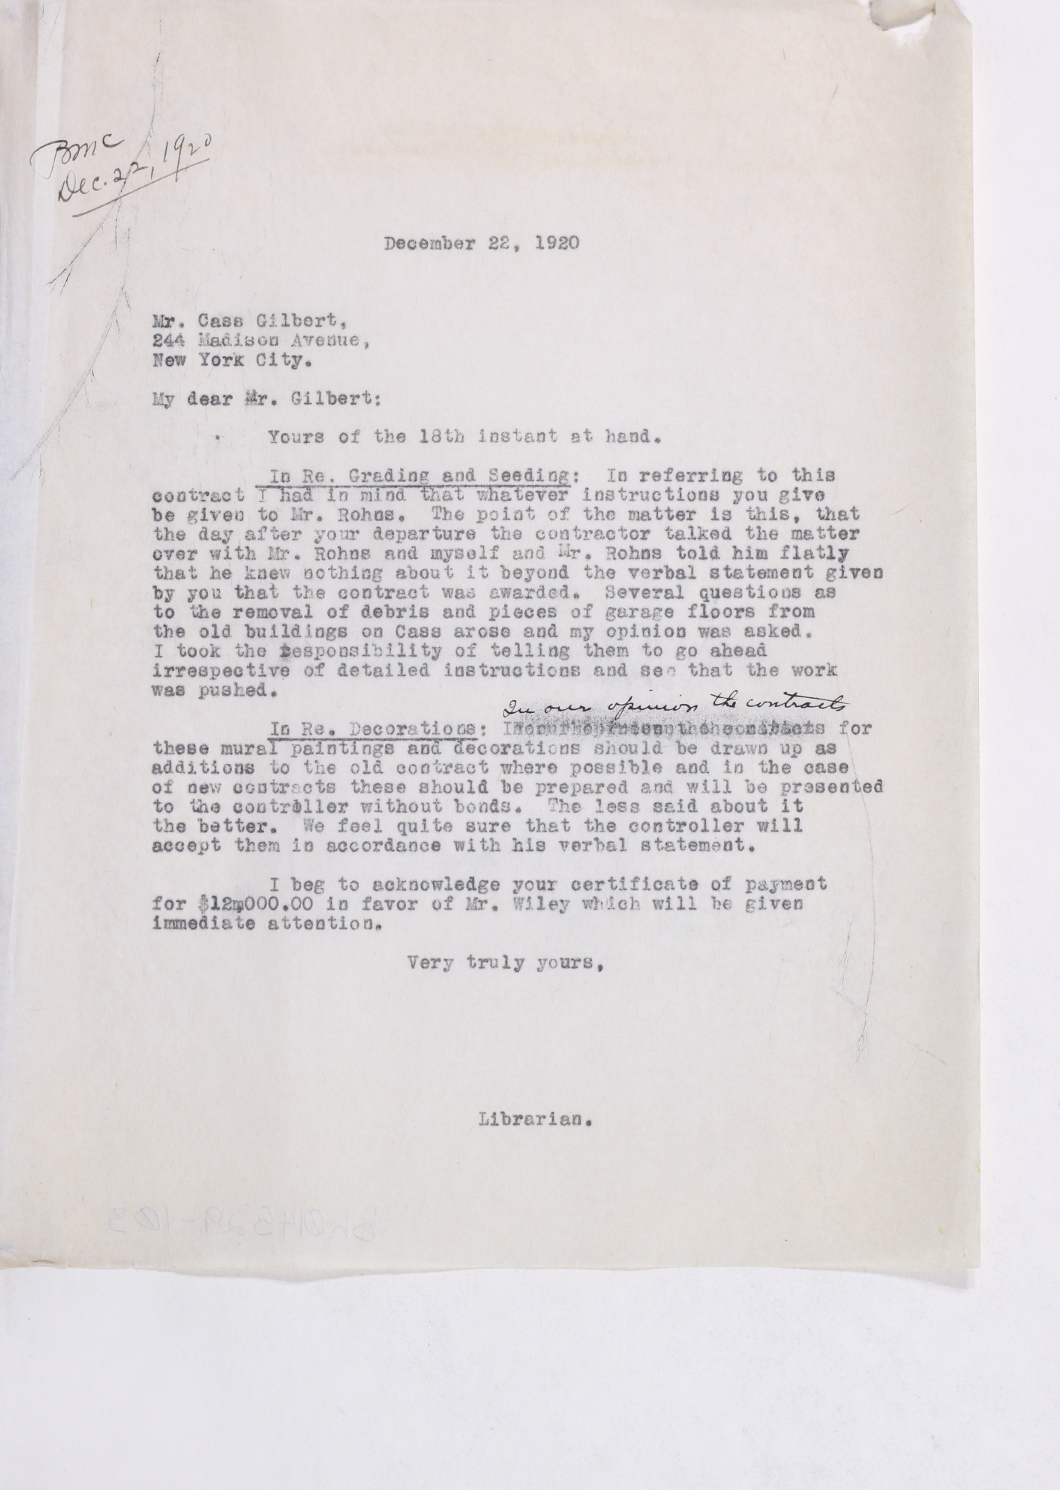 BMC
Dec. 22, 1920
December 22, 1920
Mr. Cass Gilbert,
244 Madison Avenue,
New York City.
My dear Mr. Gilbert:
Yours of the 18th instant at hand.
In Re. Grading and Seeding: In referring to this
contract I had in mind that whatever instructions you give
be given to Mr. Rohns. The point of the matter is this, that
the day after your departure the contractor talked the matter
over with Mr. Rohns and myself and Mr. Rohns told him flatly
that he knew nothing about it beyond the verbal statement given
by you that the contract was awarded. Several questions as
to the removal of debris and pieces of garage floors from
the old buildings on Cass arose and my opinion was asked.
I took the responsibility of telling them to go ahead
irrespective of detailed instructions and see that the work
was pushed.
In our opinion the contracts
In Re. Decorations: for
these mural paintings and decorations should be drawn up as
additions to the old contract where possible and in the case
of new contracts these should be prepared and will be presented
to the controller without bonds. The less said about it
the better. We feel quite sure that the controller will
accept them in accordance with his verbal statement.
I beg to acknowledge your certificate of payment
for $12,000.00 in favor of Mr. Wiley which will be given
immediate attention.
Very truly yours,
Librarian.